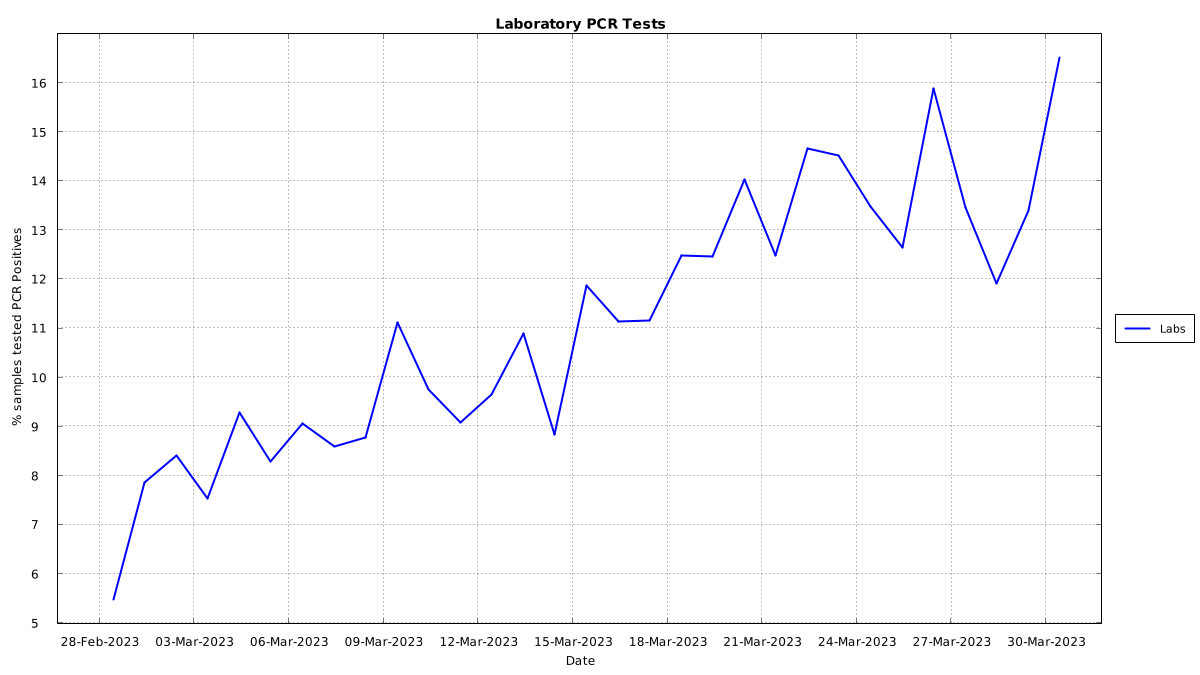 Laboratory PCR Tests
% samples tested PCR Positives
16
15
14
13
12
11
10
9
8
7
6
5
28-Feb-2023 03-Mar-2023 06-Mar-2023 09-Mar-2023 12-Mar-2023 15-Mar-2023 18-Mar-2023 21-Mar-2023 24-Mar-2023 27-Mar-2023 30-Mar-2023
Date
Labs